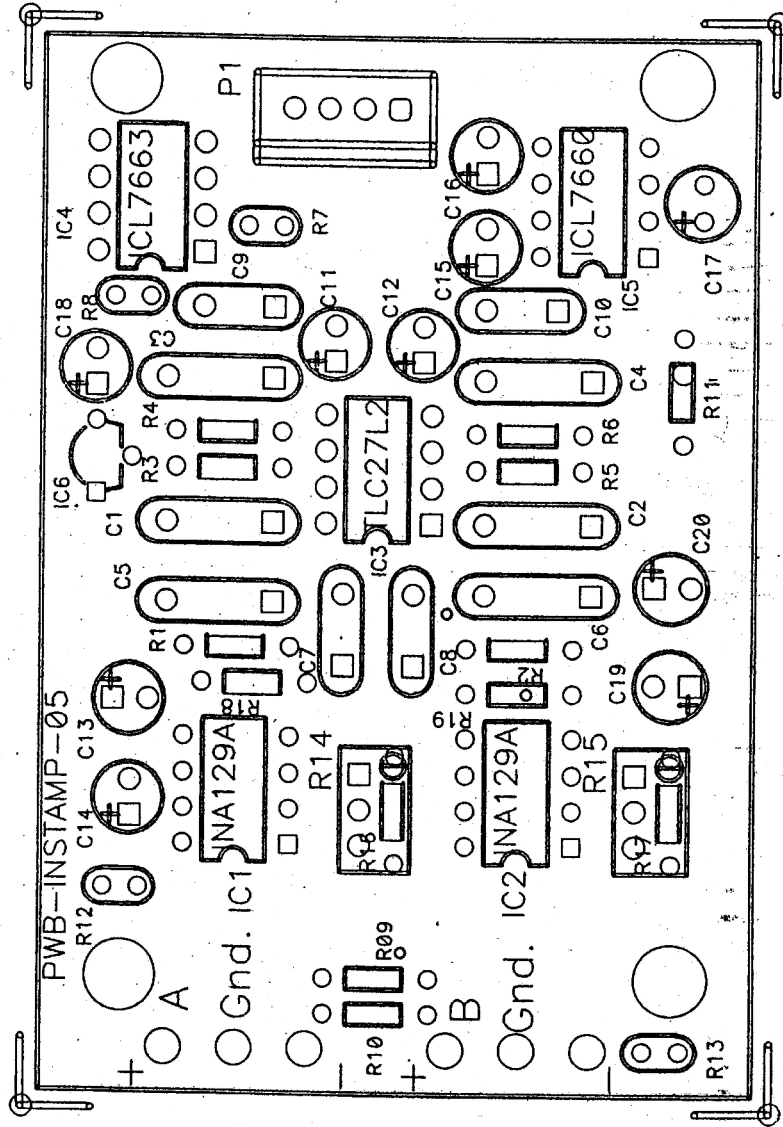 PWB-INSTAMP-05
R12
C14
C13
C5
C1
IC6
C18
R8
IC4
ICL7663
P1
R7
C9
C3
R4
R3
R1
R18
INA129A
IC1
A
Gnd.
+
-
R14
R16
C7
IC3
TLC27L2
C11
C12
C15
C16
ICL7660
IC5
C17
C10
C4
R11
R6
R5
C2
C20
C6
C8
R2
R19
C19
INA129A
IC2
R15
R17
R09
R10
B
Gnd.
+
-
R13